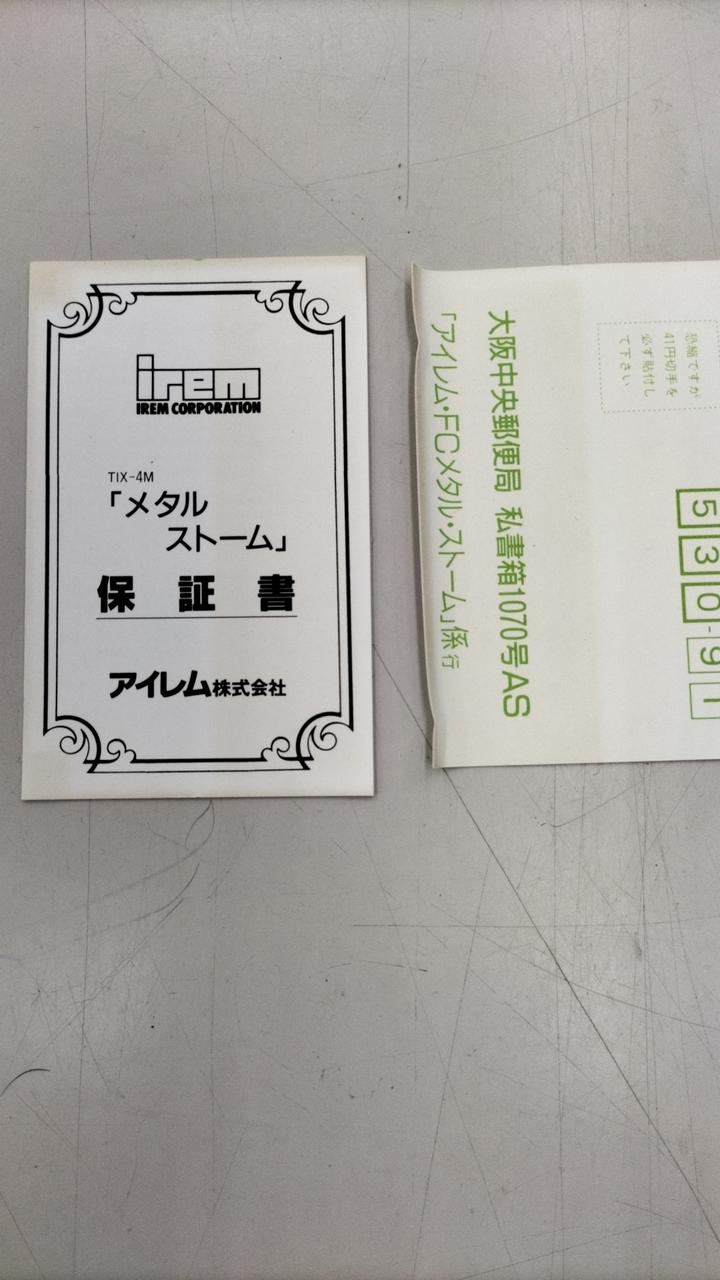 irem
IREM CORPORATION
TIX-4M
「メタル
ストーム」
保 証 書
アイレム株式会社
恐縮ですが
41円切手を
必ず貼付し
て下さい
530-91
大阪中央郵便局 私書箱1070号AS
「アイレム・FCメタル・ストーム」係行